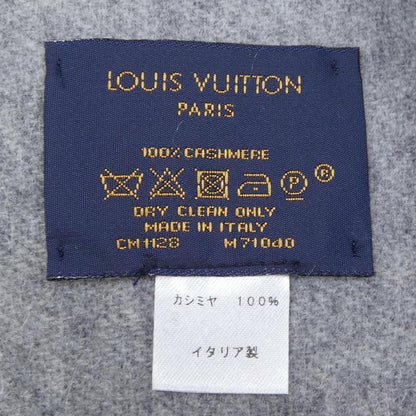 LOUIS VUITTON
PARIS
100% CASHMERE
P ®
DRY CLEAN ONLY
MADE IN ITALY
CM1128 M71040
カシミヤ 100%
イタリア製